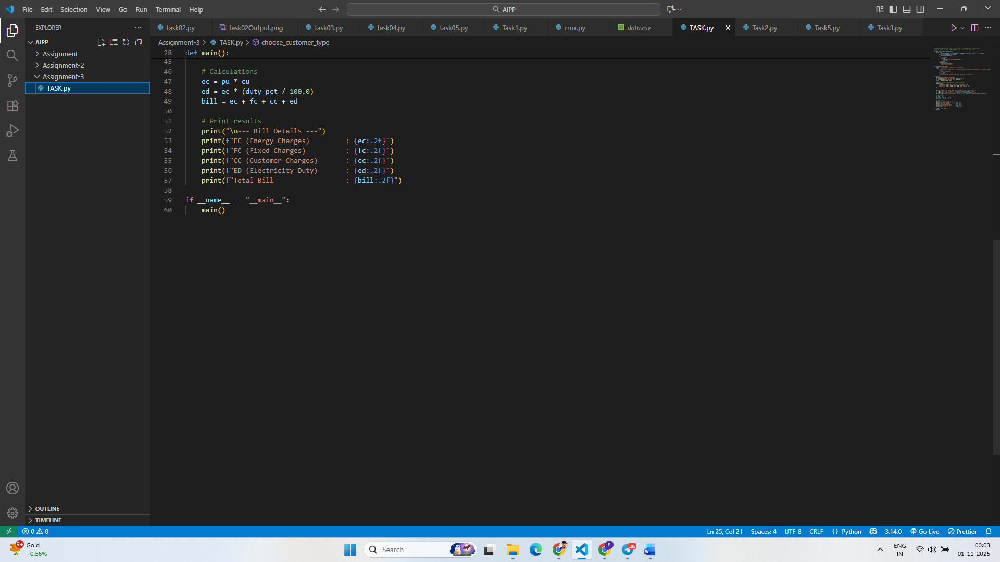 File Edit Selection View Go Run Terminal Help
AIPP
EXPLORER
AIPP
Assignment
Assignment-2
Assignment-3
TASK.py
OUTLINE
TIMELINE
task02.py
task02Output.png
task03.py
task04.py
task05.py
Task1.py
rrrrr.py
data.csv
TASK.py
Task2.py
Task5.py
Task3.py
Assignment-3 > TASK.py > choose_customer_type
28 def main():
45
46 # Calculations
47 ec = pu * cu
48 ed = ec * (duty_pct / 100.0)
49 bill = ec + fc + cc + ed
50
51 # Print results
52 print("\n--- Bill Details ---")
53 print(f"EC (Energy Charges)         : {ec:.2f}")
54 print(f"FC (Fixed Charges)          : {fc:.2f}")
55 print(f"CC (Customer Charges)       : {cc:.2f}")
56 print(f"ED (Electricity Duty)       : {ed:.2f}")
57 print(f"Total Bill                  : {bill:.2f}")
58
59 if __name__ == "__main__":
60 main()
0 0
Ln 25, Col 21 Spaces: 4 UTF-8 CRLF {} Python 3.14.0 Go Live Prettier
9+
Gold
+0.56%
Search
R
88
ENG
IN
00:03
01-11-2025